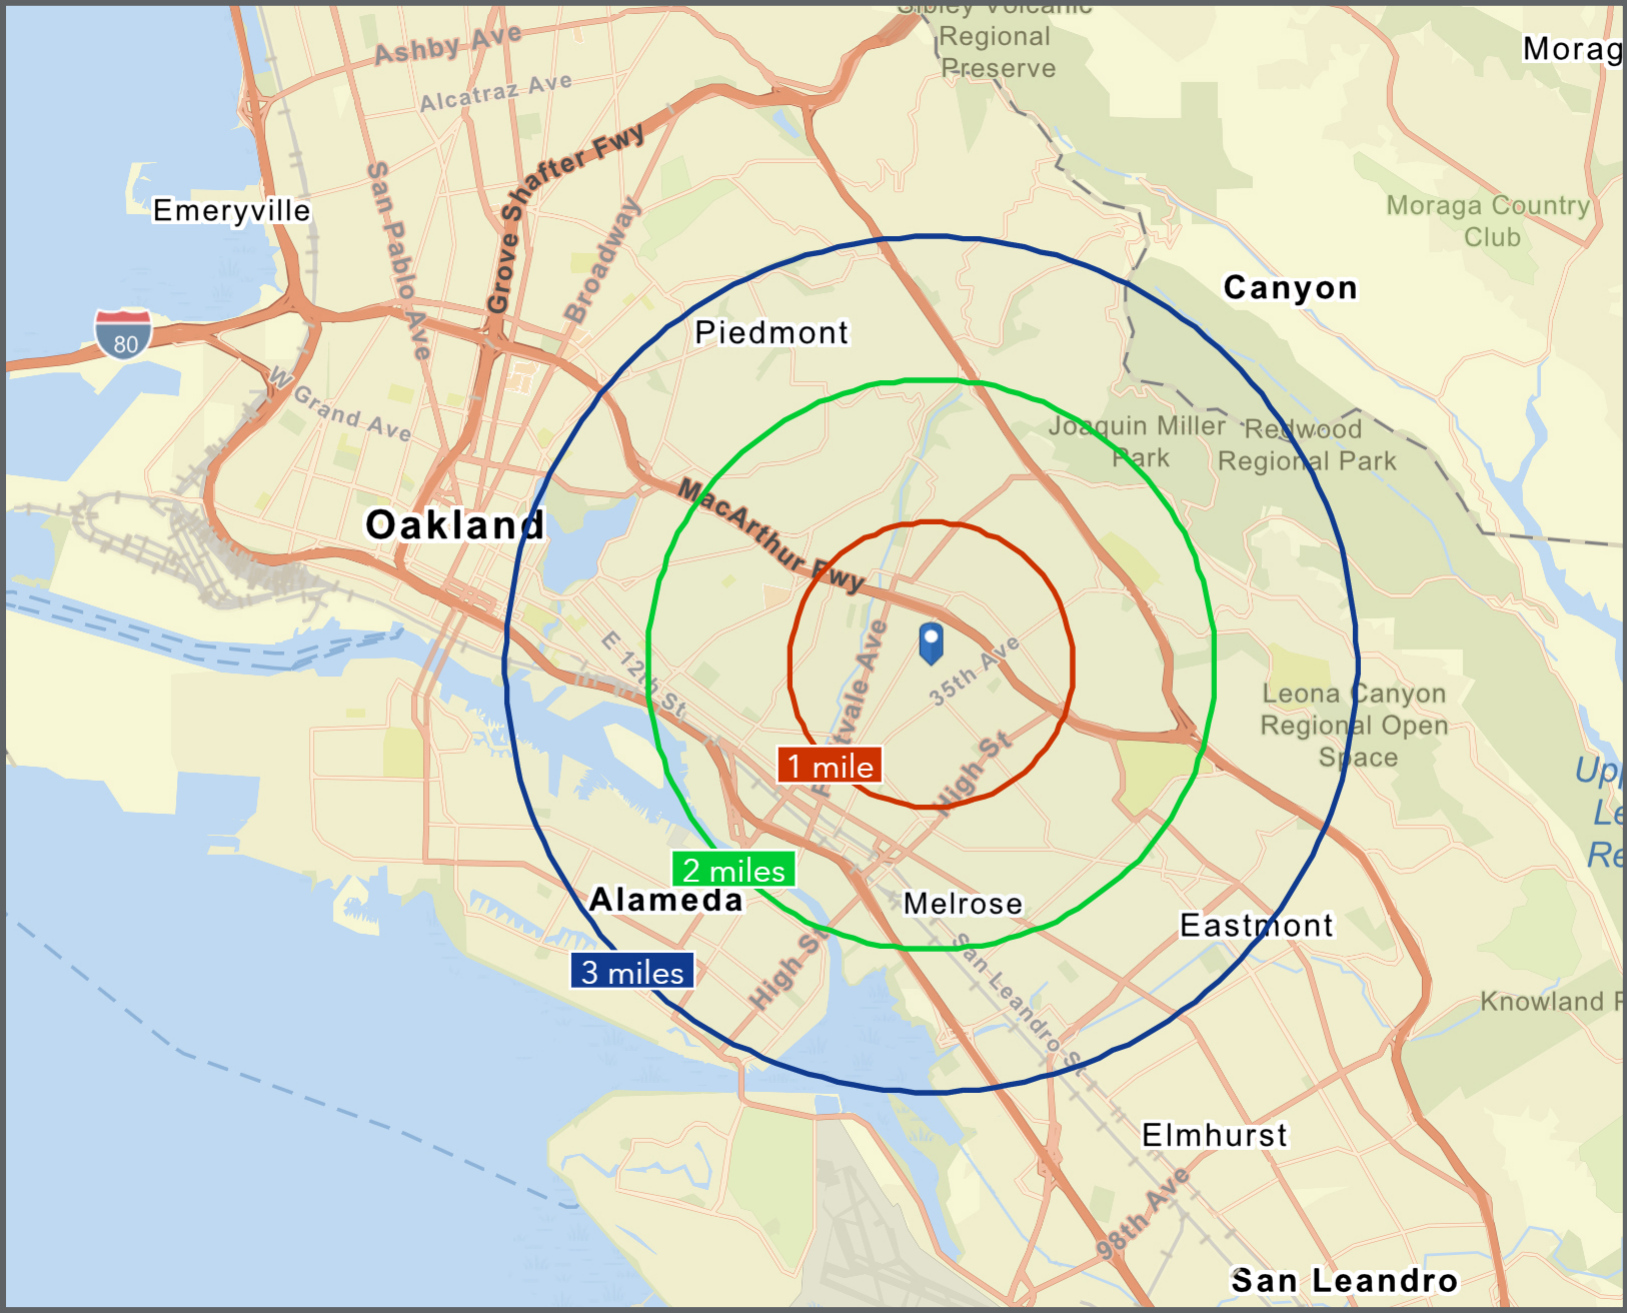 Sibley Volcanic
Regional
Preserve
Morag
Ashby Ave
Alcatraz Ave
Grove Shafter Fwy
San Pablo Ave
Emeryville
Broadway
Moraga Country
Club
Canyon
80
Piedmont
W Grand Ave
Joaquin Miller
Park
Redwood
Regional Park
MacArthur Fwy
Oakland
E 12th St
35th Ave
Leona Canyon
Regional Open
Space
1 mile
High St
Upp
Le
Re
2 miles
Alameda
Melrose
Eastmont
3 miles
High St
San Leandro St
Knowland P
Elmhurst
98th Ave
San Leandro